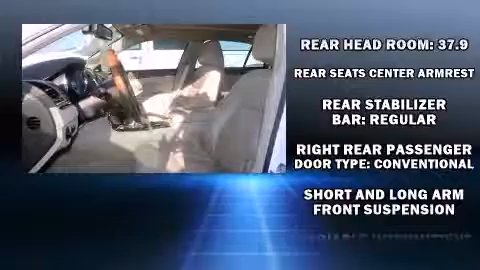 REAR HEAD ROOM: 37.9
REAR SEATS CENTER ARMREST
REAR STABILIZER
BAR: REGULAR
RIGHT REAR PASSENGER
DOOR TYPE: CONVENTIONAL
SHORT AND LONG ARM
FRONT SUSPENSION